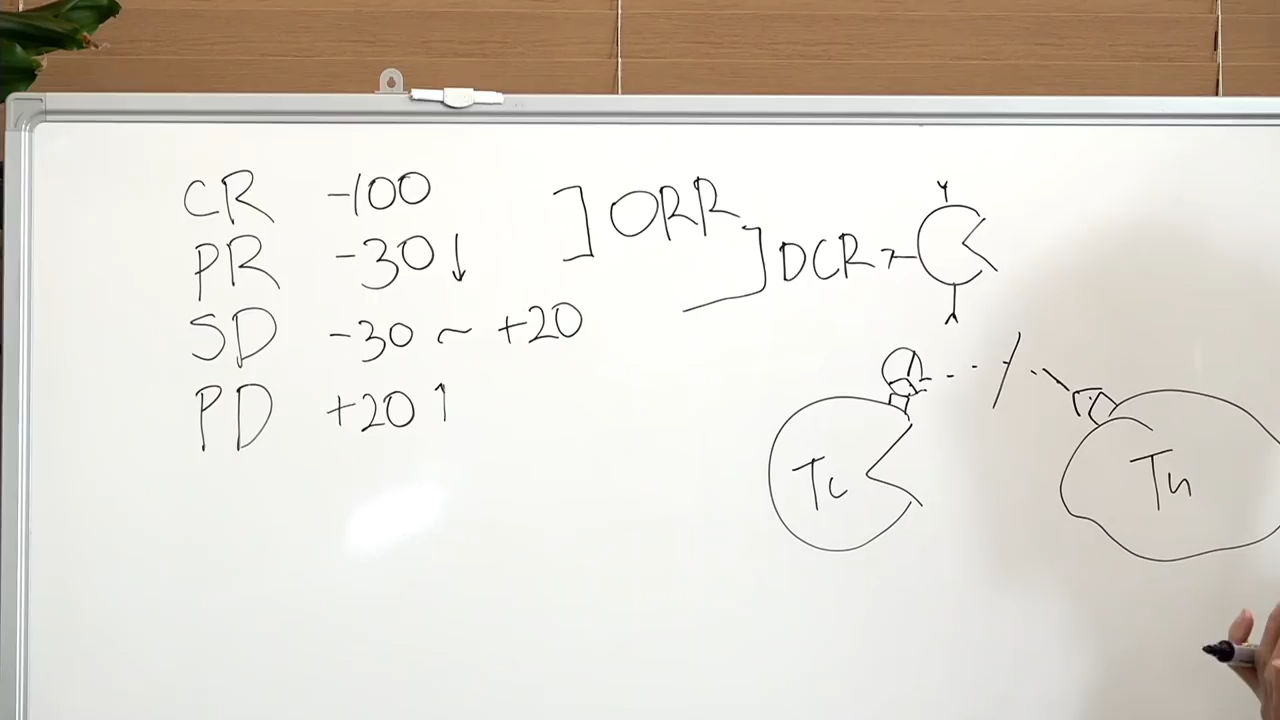 CR -100
PR -30↓
SD -30 ~ +20
PD +20↑
ORR
DCR
Tc
Tu